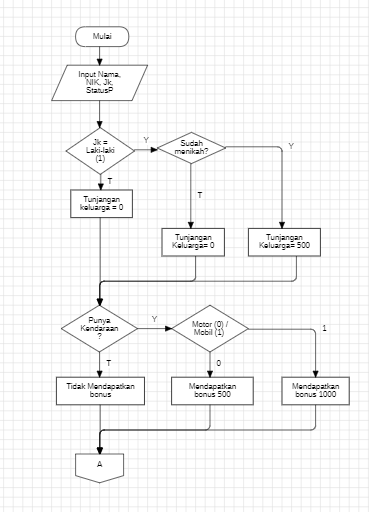 Mulai
Input Nama,
NIK, Jk,
StatusP
Jk =
Laki-laki
(1)
Y
Sudah
menikah?
Y
T
T
Tunjangan
keluarga = 0
Tunjangan
Keluarga= 0
Tunjangan
Keluarga= 500
Punya
Kendaraan
?
Y
Motor (0) /
Mobil (1)
1
T
0
Tidak Mendapatkan
bonus
Mendapatkan
bonus 500
Mendapatkan
bonus 1000
A